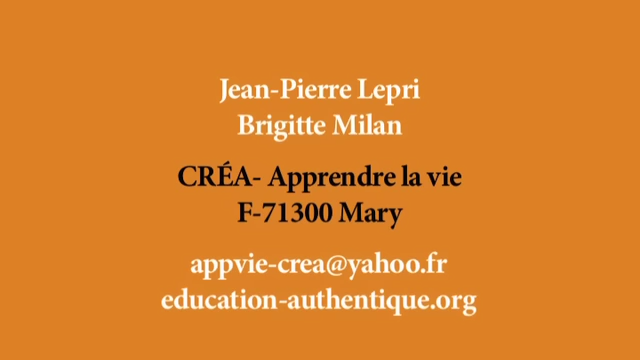 Jean-Pierre Lepri
Brigitte Milan
CRÉA- Apprendre la vie
F-71300 Mary
appvie-crea@yahoo.fr
education-authentique.org